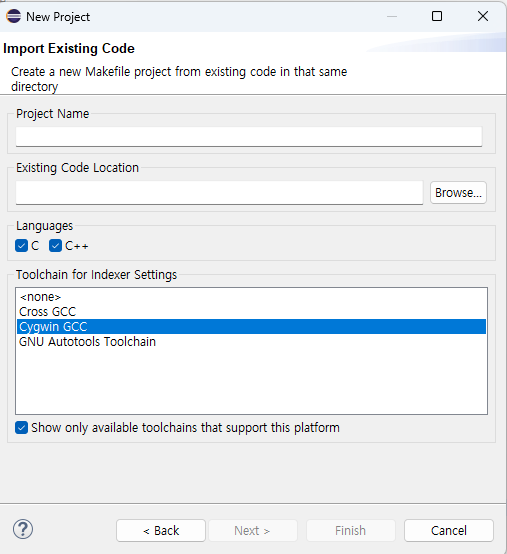 New Project
Import Existing Code
Create a new Makefile project from existing code in that same
directory
Project Name
Existing Code Location
Browse...
Languages
C C++
Toolchain for Indexer Settings
<none>
Cross GCC
Cygwin GCC
GNU Autotools Toolchain
Show only available toolchains that support this platform
? < Back Next > Finish Cancel